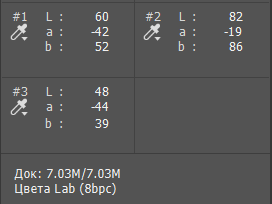 #1 L : 60 #2 L : 82
a : -42 a : -19
b : 52 b : 86
#3 L : 48
a : -44
b : 39
Док: 7.03M/7.03M
Цвета Lab (8bpc)